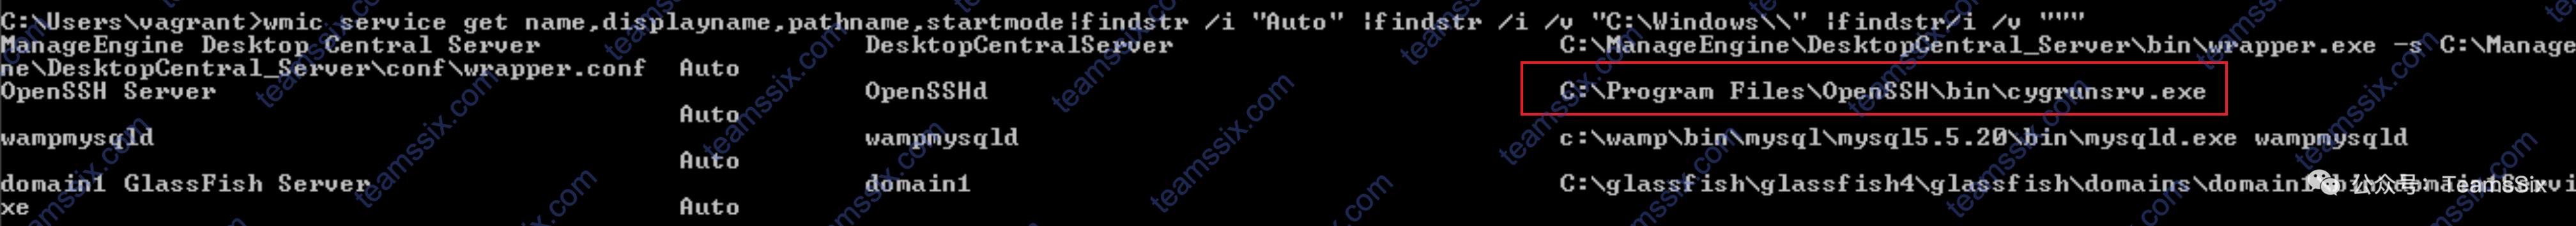 C:\Users\vagrant>wmic service get name,displayname,pathname,startmode|findstr /i "Auto" |findstr /i /v "C:\Windows\\" |findstr/i /v """
ManageEngine Desktop Central Server DesktopCentralServer C:\ManageEngine\DesktopCentral_Server\bin\wrapper.exe -s C:\Manage
ne\DesktopCentral_Server\conf\wrapper.conf Auto
OpenSSH Server OpenSSHd C:\Program Files\OpenSSH\bin\cygrunsrv.exe
Auto
wampmysqld wampmysqld c:\wamp\bin\mysql\mysql5.5.20\bin\mysqld.exe wampmysqld
Auto
domain1 GlassFish Server domain1 C:\glassfish\glassfish4\glassfish\domains\domain1
xe Auto
公众号: TeamsSix
teamssix.com